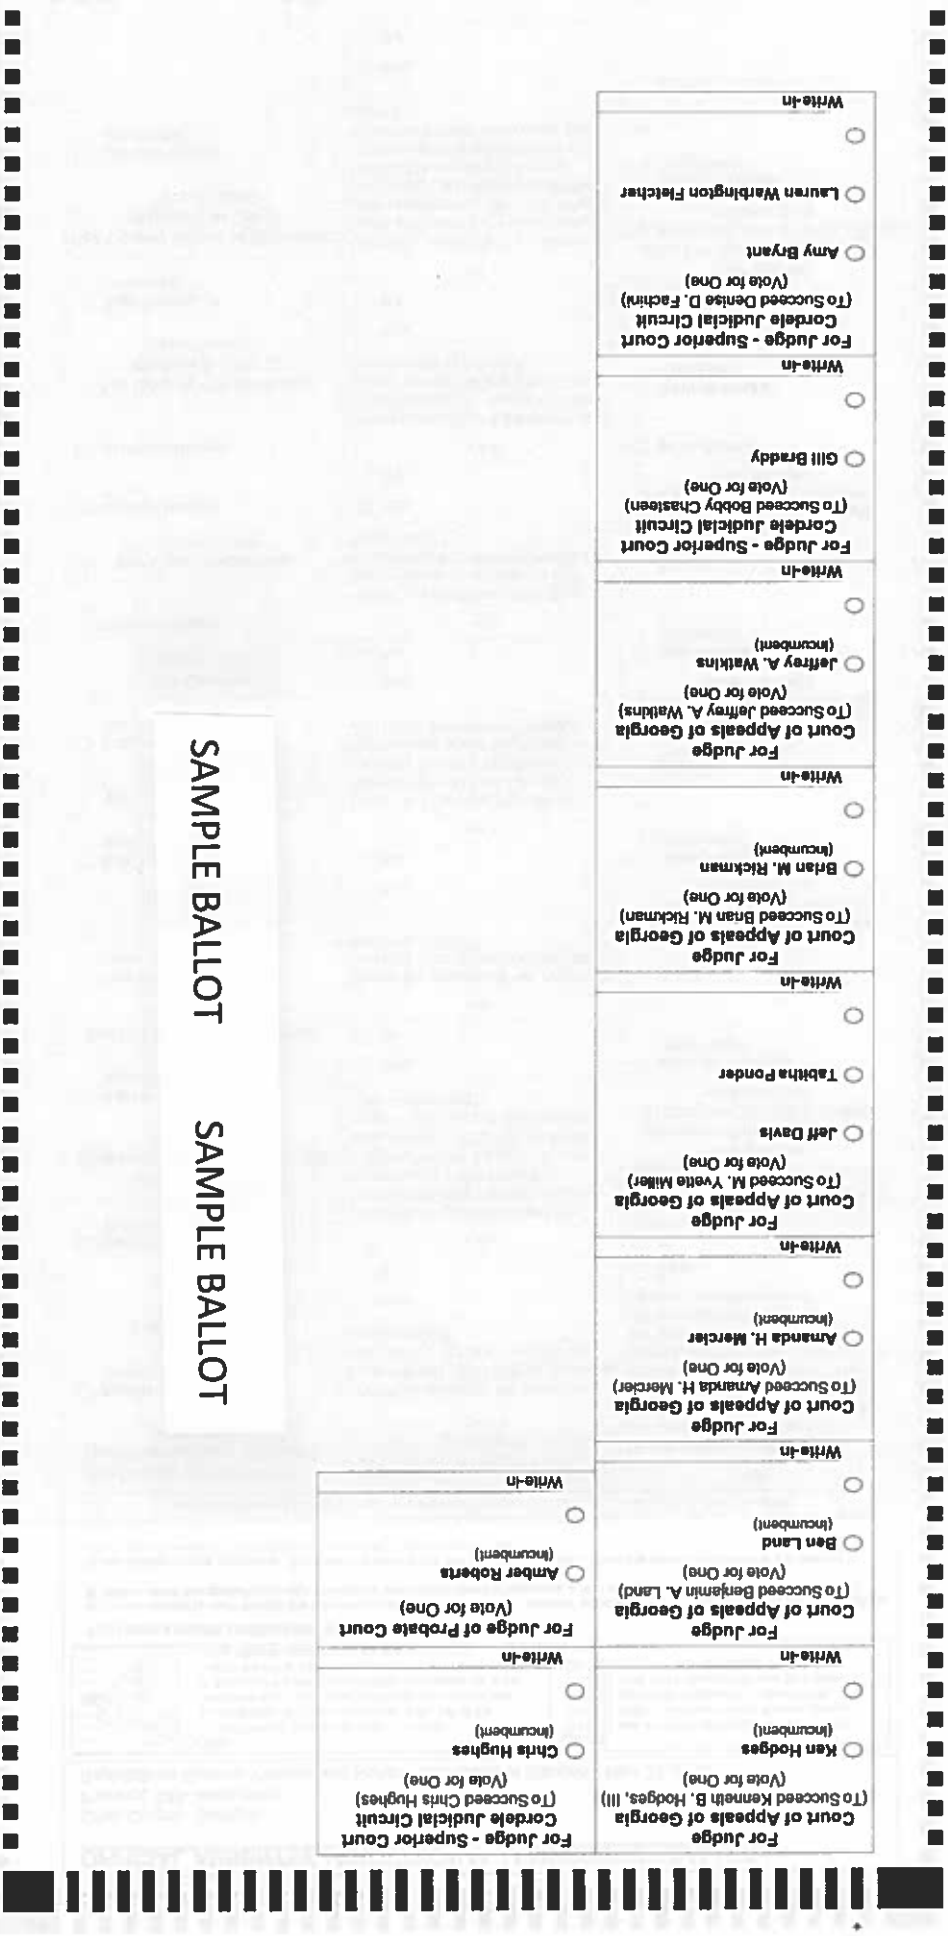 For Judge
Court of Appeals of Georgia
(To Succeed Kenneth B. Hodges, III)
(Vote for One)
Ken Hodges
(Incumbent)
Write-in
For Judge
Court of Appeals of Georgia
(To Succeed Benjamin A. Land)
(Vote for One)
Ben Land
(Incumbent)
Write-in
For Judge
Court of Appeals of Georgia
(To Succeed Amanda H. Mercier)
(Vote for One)
Amanda H. Mercier
(Incumbent)
Write-in
For Judge
Court of Appeals of Georgia
(To Succeed M. Yvette Miller)
(Vote for One)
Jeff Davis
Tabitha Ponder
Write-in
For Judge
Court of Appeals of Georgia
(To Succeed Brian M. Rickman)
(Vote for One)
Brian M. Rickman
(Incumbent)
Write-in
For Judge
Court of Appeals of Georgia
(To Succeed Jeffrey A. Watkins)
(Vote for One)
Jeffrey A. Watkins
(Incumbent)
Write-in
For Judge - Superior Court
Cordele Judicial Circuit
(To Succeed Bobby Chasteen)
(Vote for One)
Gill Braddy
Write-in
For Judge - Superior Court
Cordele Judicial Circuit
(To Succeed Denise D. Fachini)
(Vote for One)
Amy Bryant
Lauren Warbington Fletcher
Write-in
For Judge - Superior Court
Cordele Judicial Circuit
(To Succeed Chris Hughes)
(Vote for One)
Chris Hughes
(Incumbent)
Write-in
For Judge of Probate Court
(Vote for One)
Amber Roberts
(Incumbent)
Write-in
SAMPLE BALLOT SAMPLE BALLOT